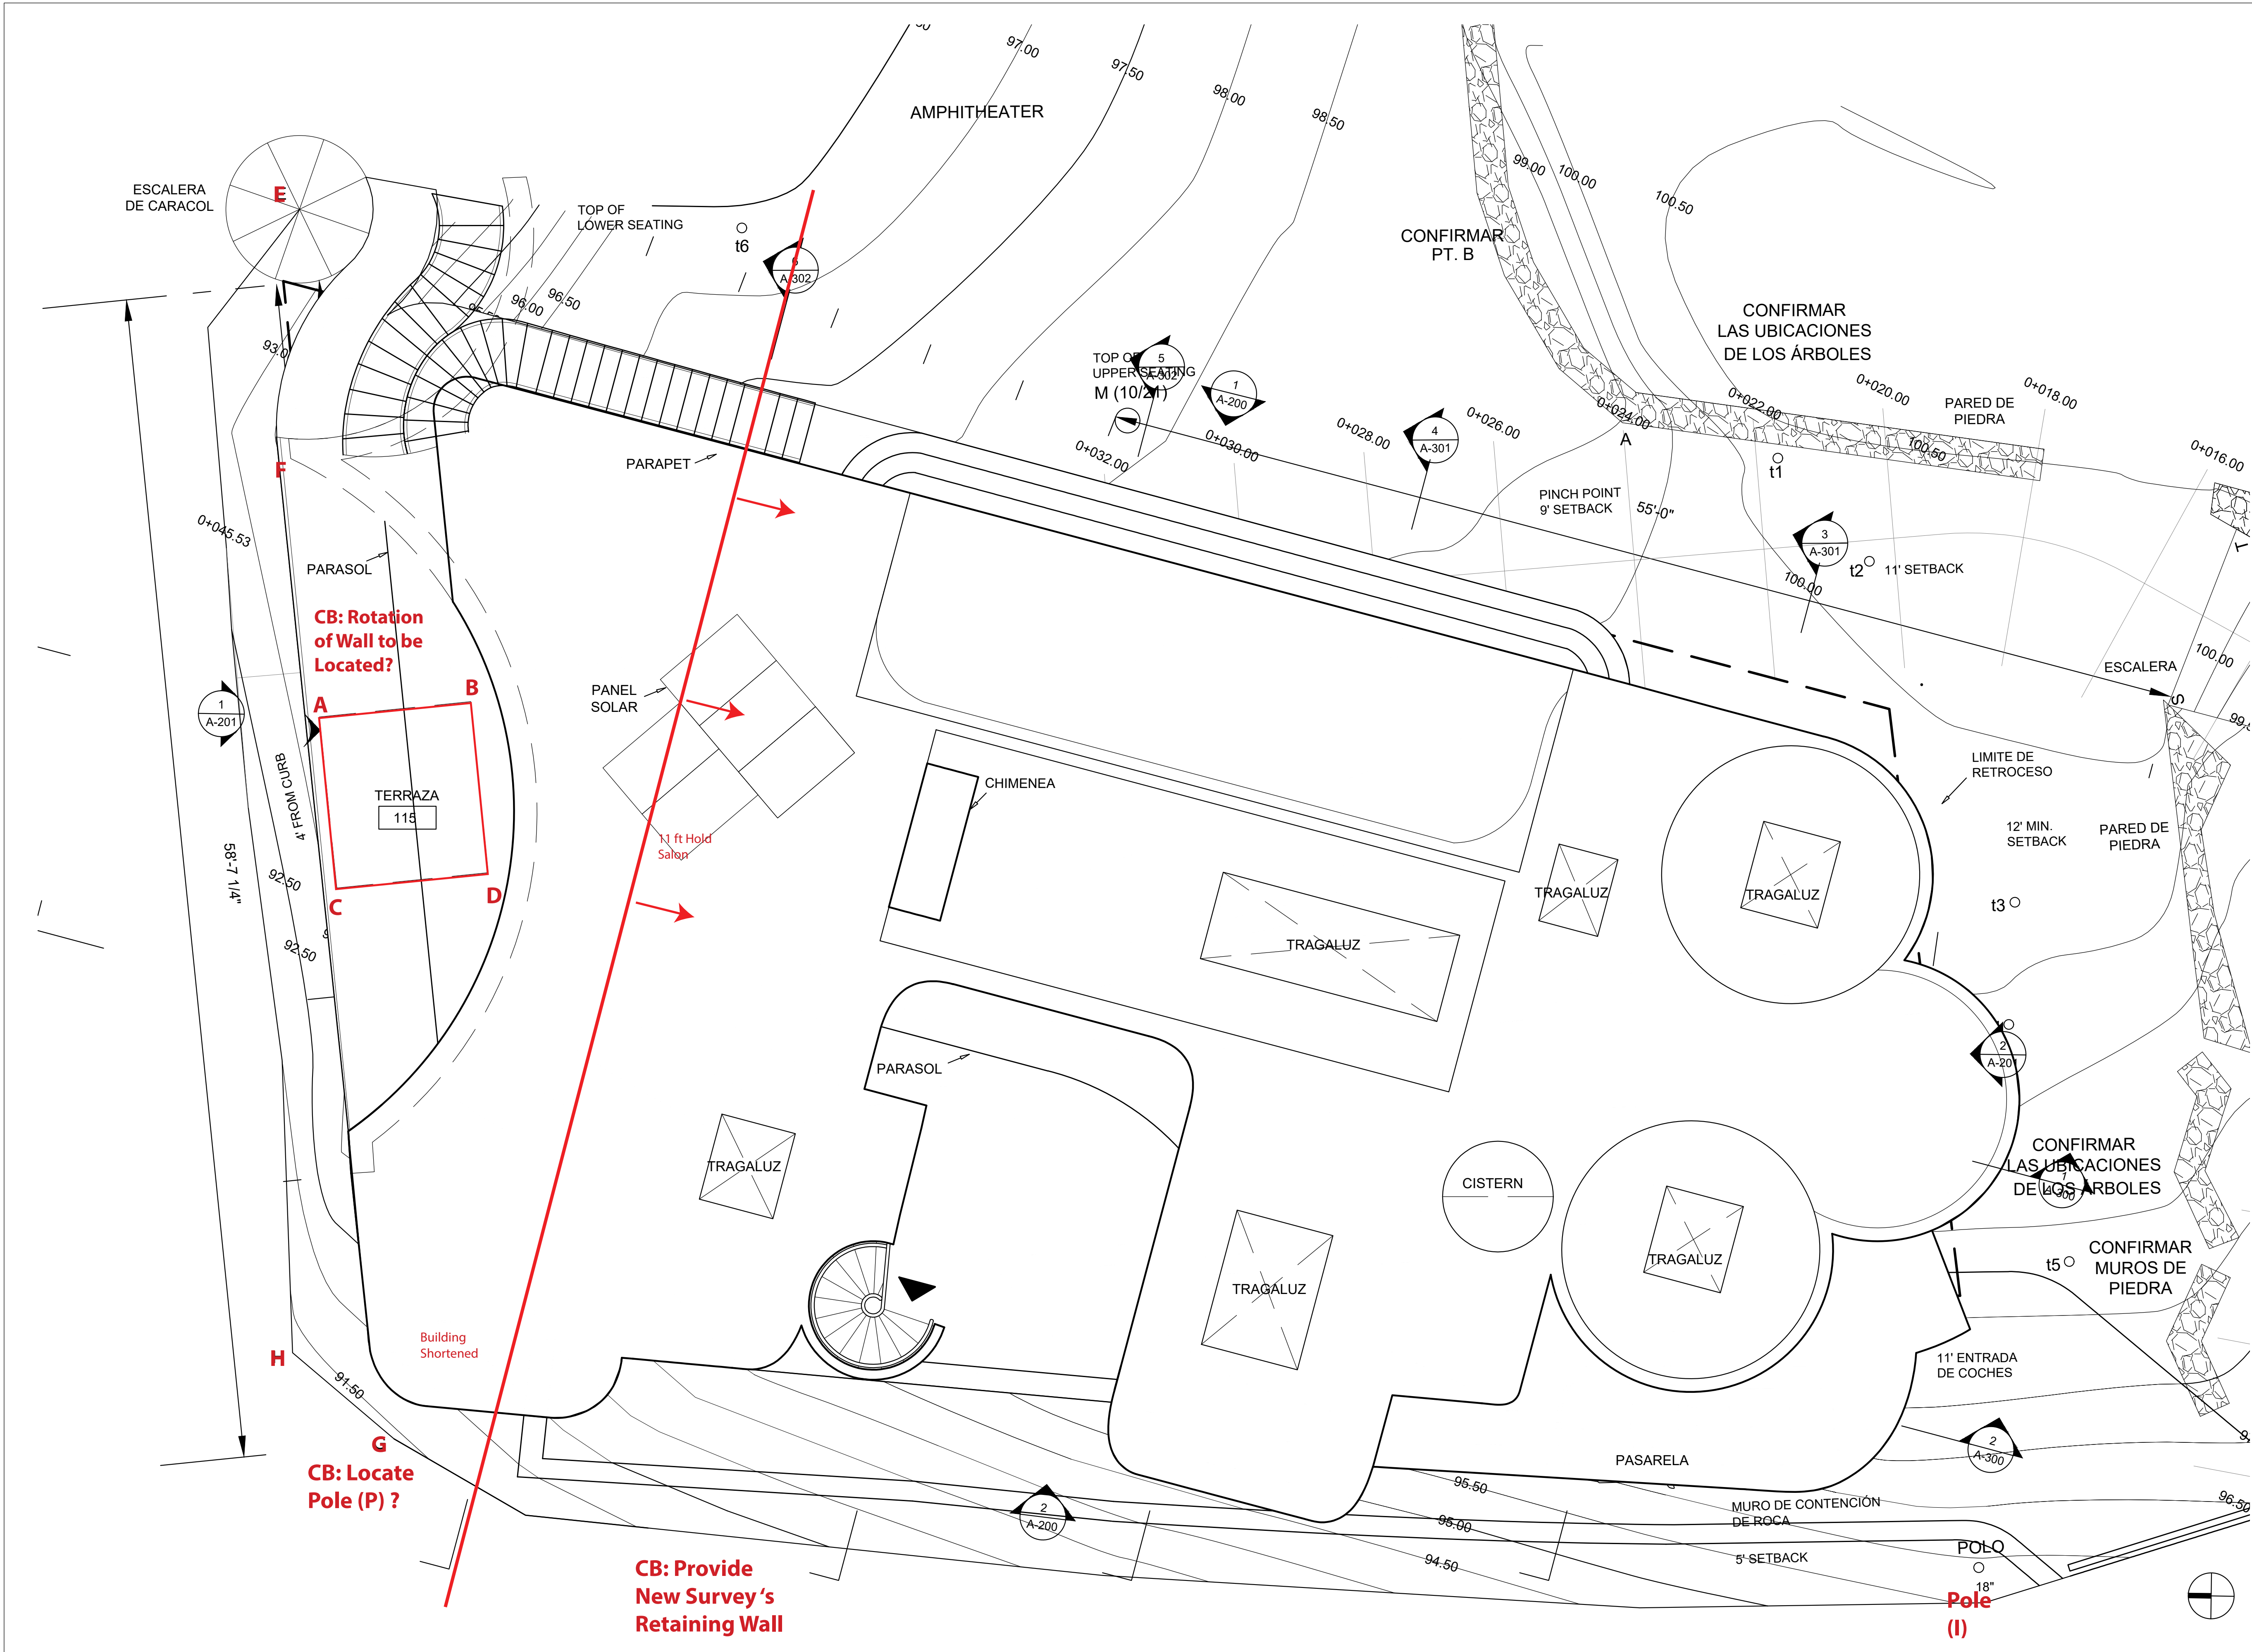 97.00
97.50
98.00
98.50
AMPHITHEATER
99.00
100.00
100.50
ESCALERA
DE CARACOL
E
TOP OF
LOWER SEATING
t6
6
A-302
CONFIRMAR
PT. B
96.00
96.50
93.0
CONFIRMAR
LAS UBICACIONES
DE LOS ÁRBOLES
TOP OF
UPPER SEATING
M (10/21)
5
A-302
1
A-200
0+032.00
0+030.00
0+028.00
4
A-301
0+026.00
0+024.00
A
0+022.00
0+020.00
0+018.00
0+016.00
PARED DE
PIEDRA
100.50
t1
F
PARAPET
PINCH POINT
9' SETBACK
55'-0"
0+045.53
3
A-301
t2
11' SETBACK
100.00
T
PARASOL
CB: Rotation
of Wall to be
Located?
100.00
ESCALERA
S
PANEL
SOLAR
A
B
1
A-201
4' FROM CURB
TERRAZA
115
CHIMENEA
LIMITE DE
RETROCESO
12' MIN.
SETBACK
PARED DE
PIEDRA
11 ft Hold
Salon
58'-7 1/4"
92.50
C
D
92.50
TRAGALUZ
TRAGALUZ
TRAGALUZ
t3
PARASOL
2
A-201
CONFIRMAR
LAS UBICACIONES
DE LOS ÁRBOLES
1
A-300
TRAGALUZ
CISTERN
TRAGALUZ
TRAGALUZ
t5
CONFIRMAR
MUROS DE
PIEDRA
Building
Shortened
H
91.50
G
11' ENTRADA
DE COCHES
CB: Locate
Pole (P) ?
2
A-300
PASARELA
95.50
95.00
94.50
2
A-200
MURO DE CONTENCIÓN
DE ROCA
96.50
5' SETBACK
POLO
18"
CB: Provide
New Survey's
Retaining Wall
Pole
(I)